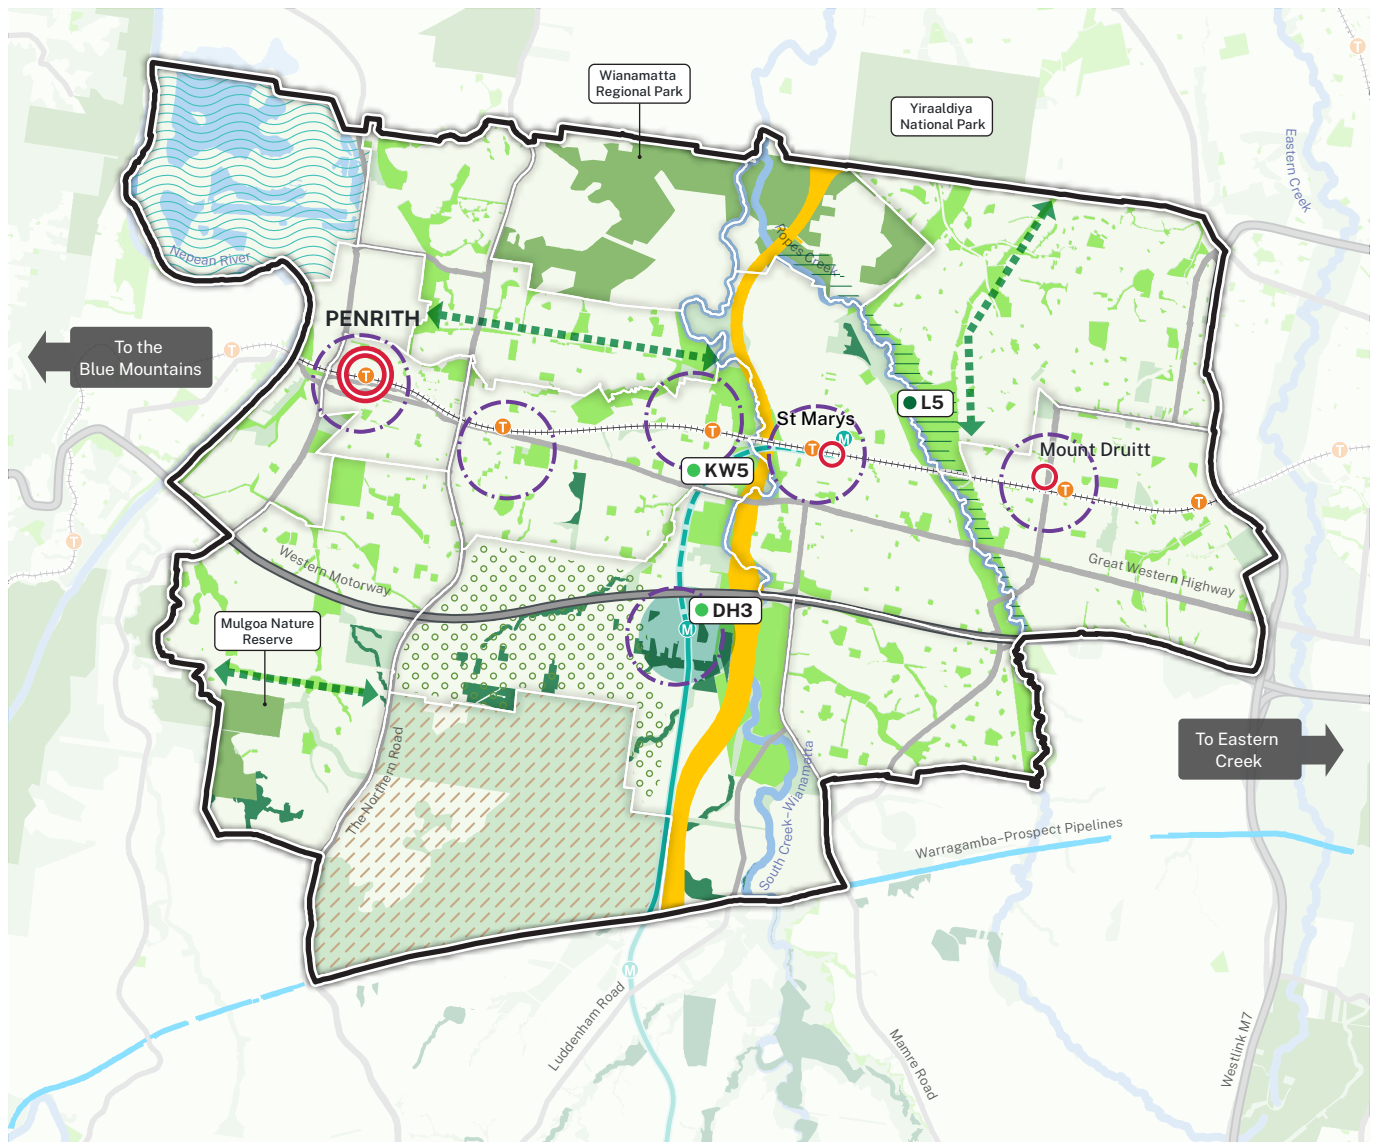 Wianamatta
Regional Park
Yiraaldiya
National Park
Eastern Creek
Nepean River
Ropes Creek
PENRITH
To the
Blue Mountains
T
T
T
T
T
T
T
T
T
T
M
St Marys
L5
Mount Druitt
KW5
Western Motorway
Great Western Highway
DH3
M
Mulgoa Nature
Reserve
The Northern Road
South Creek-Wianamatta
To Eastern
Creek
Warragamba-Prospect Pipelines
M
Luddenham Road
Mamre Road
Westlink M7